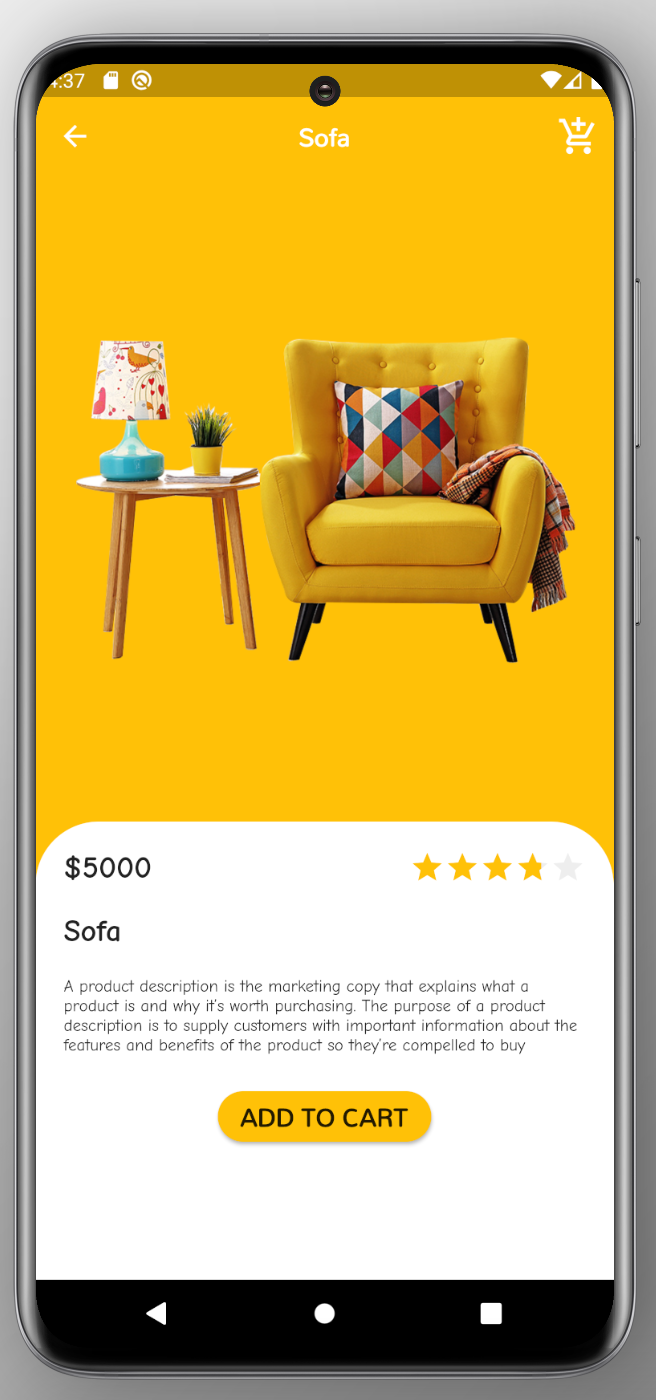 :37
Sofa
$5000
Sofa
A product description is the marketing copy that explains what a
product is and why it's worth purchasing. The purpose of a product
description is to supply customers with important information about the
features and benefits of the product so they're compelled to buy
ADD TO CART